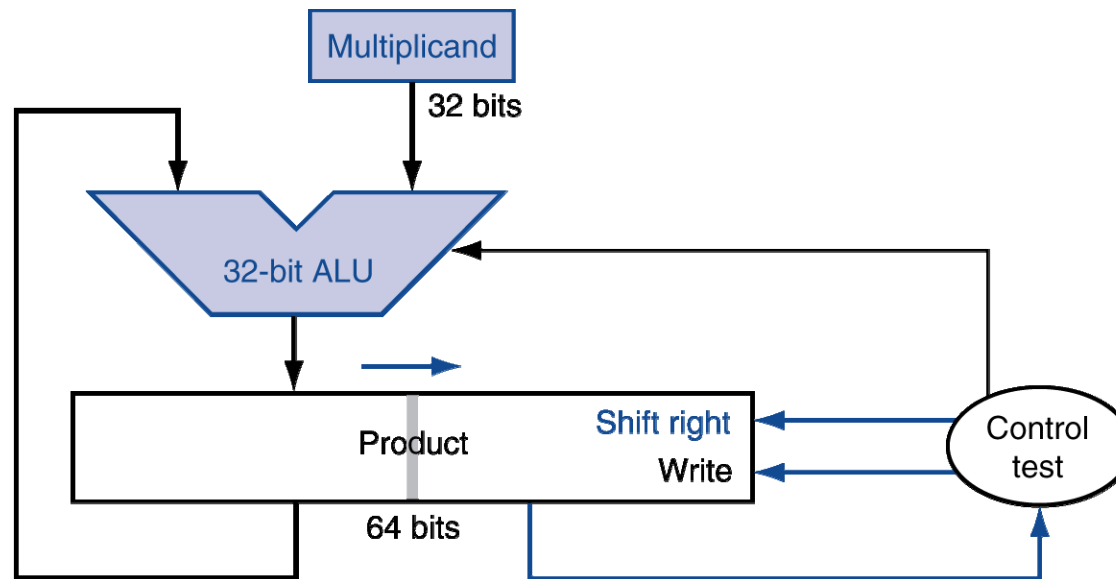 Multiplicand
32 bits
32-bit ALU
Product
Shift right
Write
64 bits
Control
test